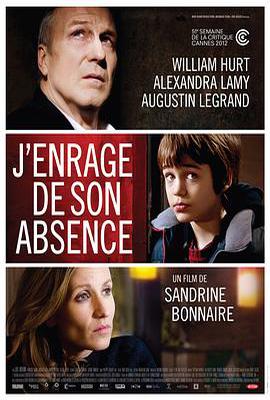 51e SEMAINE
DE LA CRITIQUE
CANNES 2012
WILLIAM HURT
ALEXANDRA LAMY
AUGUSTIN LEGRAND
J'ENRAGE
DE SON
ABSENCE
UN FILM DE
SANDRINE
BONNAIRE